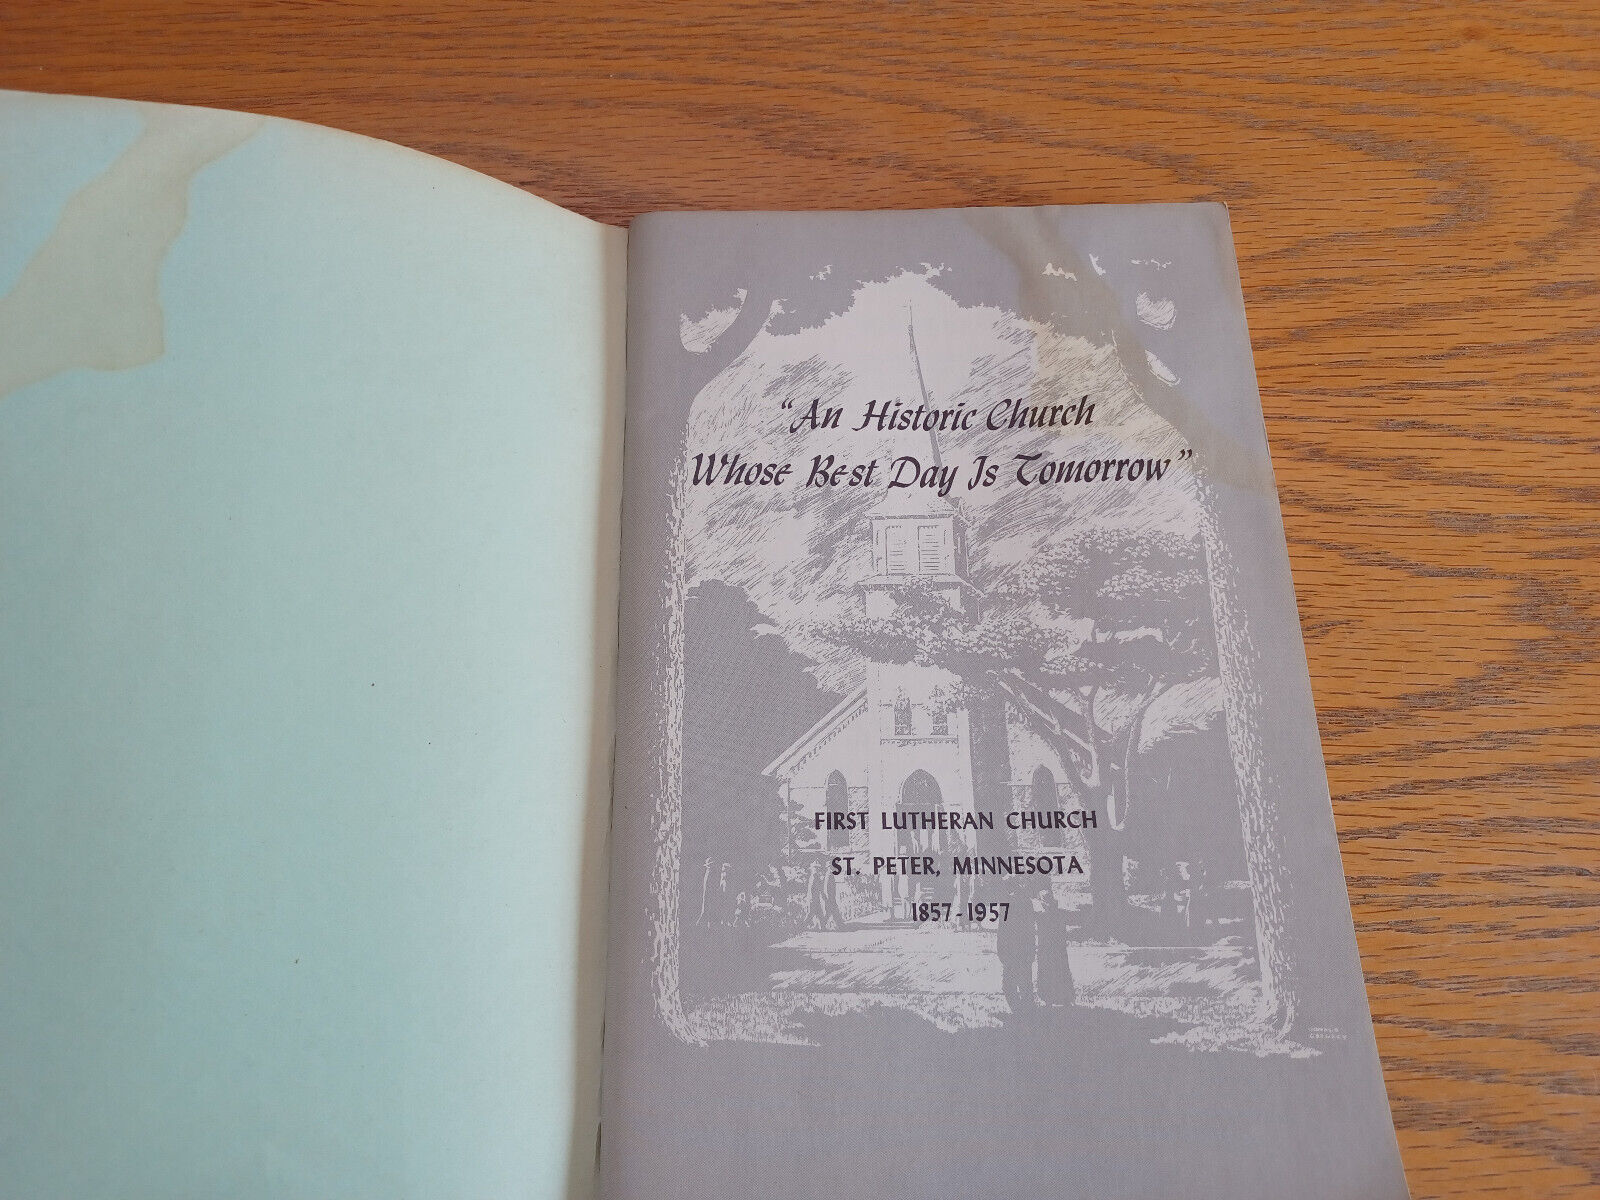 "An Historic Church
Whose Best Day Is Tomorrow"
FIRST LUTHERAN CHURCH
ST. PETER, MINNESOTA
1857-1957